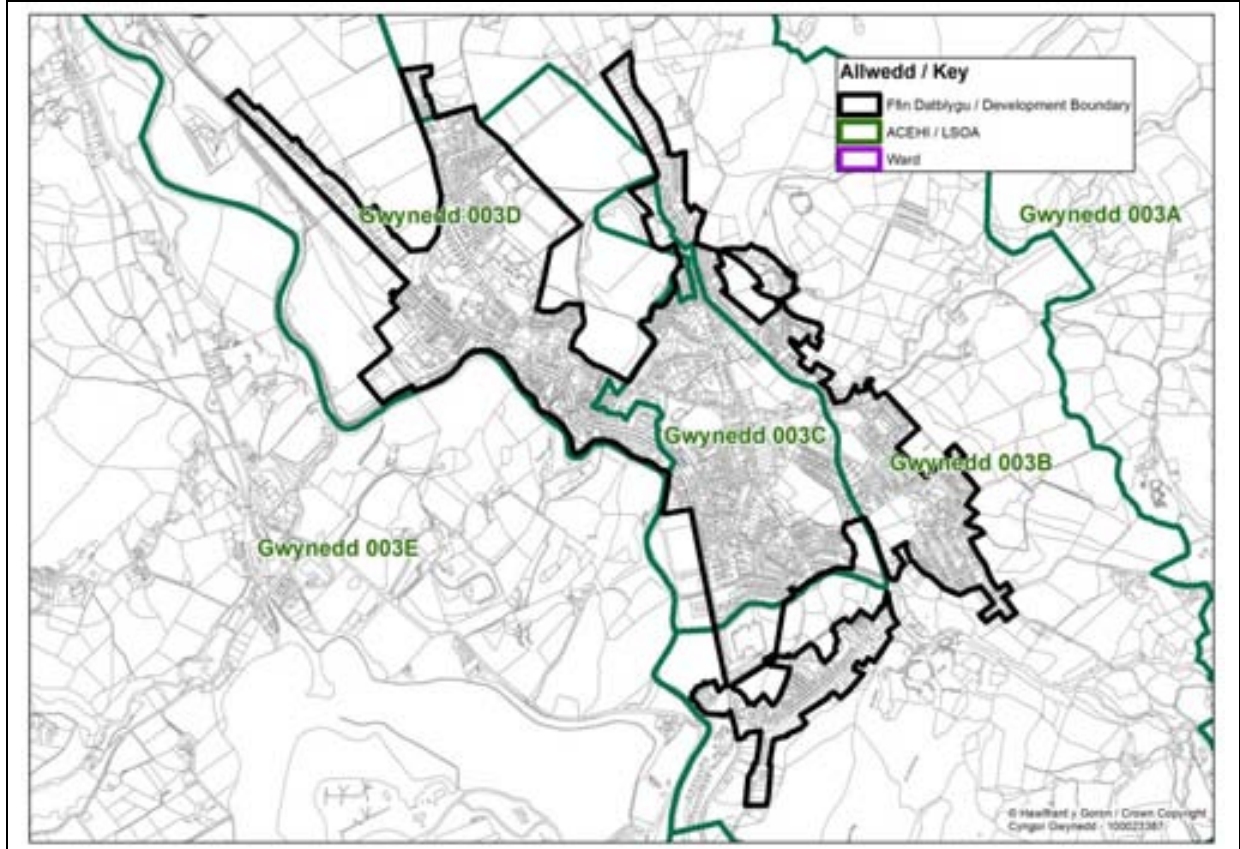 Allwedd / Key
Ffin Datblygu / Development Boundary
ACEHI / LSOA
Ward
Gwynedd 003D
Gwynedd 003A
Gwynedd 003C
Gwynedd 003B
Gwynedd 003E
© Hawlfraint y Goron / Crown Copyright
Cyngor Gwynedd - 100023387